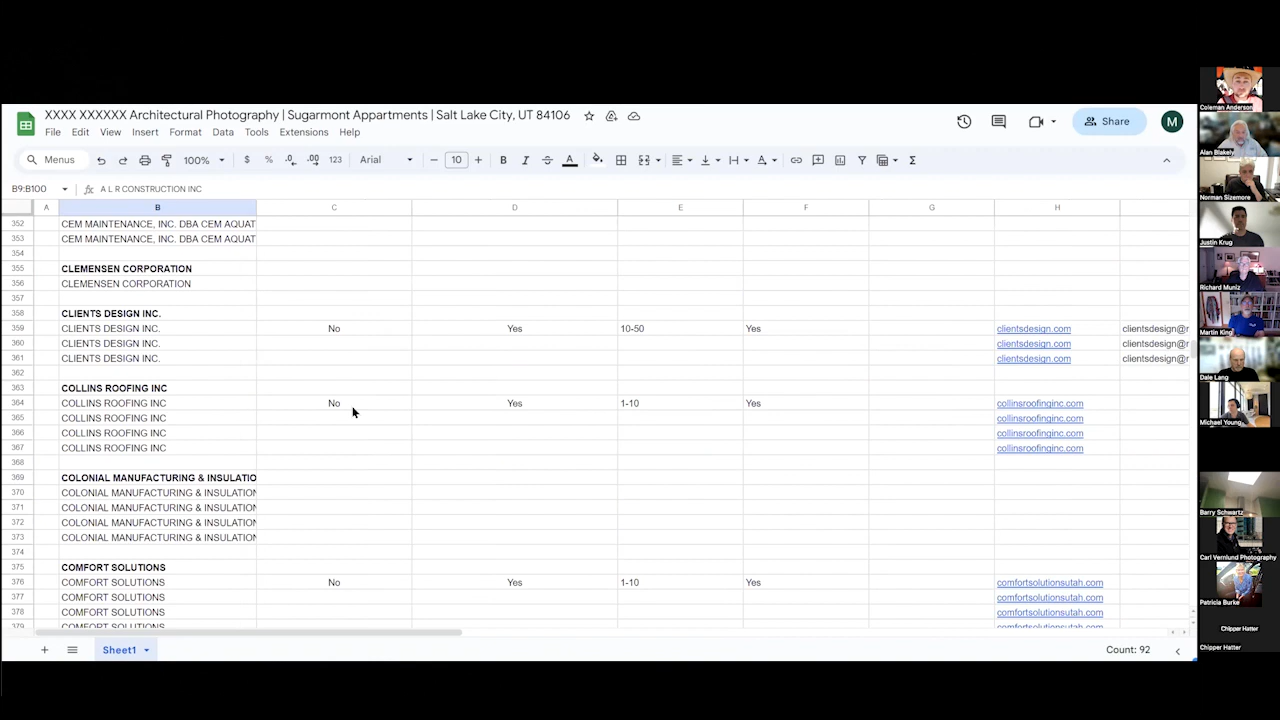 XXXX XXXXXX Architectural Photography | Sugarmont Appartments | Salt Lake City, UT 84106
File Edit View Insert Format Data Tools Extensions Help
Share
M
Menus 100% $ % .0 .00 123 Arial 10 B I A Σ
B9:B100 fx A L R CONSTRUCTION INC
A B C D E F G H
352 CEM MAINTENANCE, INC. DBA CEM AQUAT
353 CEM MAINTENANCE, INC. DBA CEM AQUAT
354
355 CLEMENSEN CORPORATION
356 CLEMENSEN CORPORATION
357
358 CLIENTS DESIGN INC.
359 CLIENTS DESIGN INC. No Yes 10-50 Yes clientsdesign.com clientsdesign@
360 CLIENTS DESIGN INC. clientsdesign.com clientsdesign@
361 CLIENTS DESIGN INC. clientsdesign.com clientsdesign@
362
363 COLLINS ROOFING INC
364 COLLINS ROOFING INC No Yes 1-10 Yes collinsroofinginc.com
365 COLLINS ROOFING INC collinsroofinginc.com
366 COLLINS ROOFING INC collinsroofinginc.com
367 COLLINS ROOFING INC collinsroofinginc.com
368
369 COLONIAL MANUFACTURING & INSULATIO
370 COLONIAL MANUFACTURING & INSULATION
371 COLONIAL MANUFACTURING & INSULATION
372 COLONIAL MANUFACTURING & INSULATION
373 COLONIAL MANUFACTURING & INSULATION
374
375 COMFORT SOLUTIONS
376 COMFORT SOLUTIONS No Yes 1-10 Yes comfortsolutionsutah.com
377 COMFORT SOLUTIONS comfortsolutionsutah.com
378 COMFORT SOLUTIONS comfortsolutionsutah.com
379 COMFORT SOLUTIONS comfortsolutionsutah.com
Sheet1
Count: 92
Coleman Anderson
Alan Blakely
Norman Sizemore
Justin Krug
Richard Muniz
Martin King
Dale Lang
Michael Young
Barry Schwartz
Carl Vernlund Photography
Patricia Burke
Chipper Hatter
Chipper Hatter